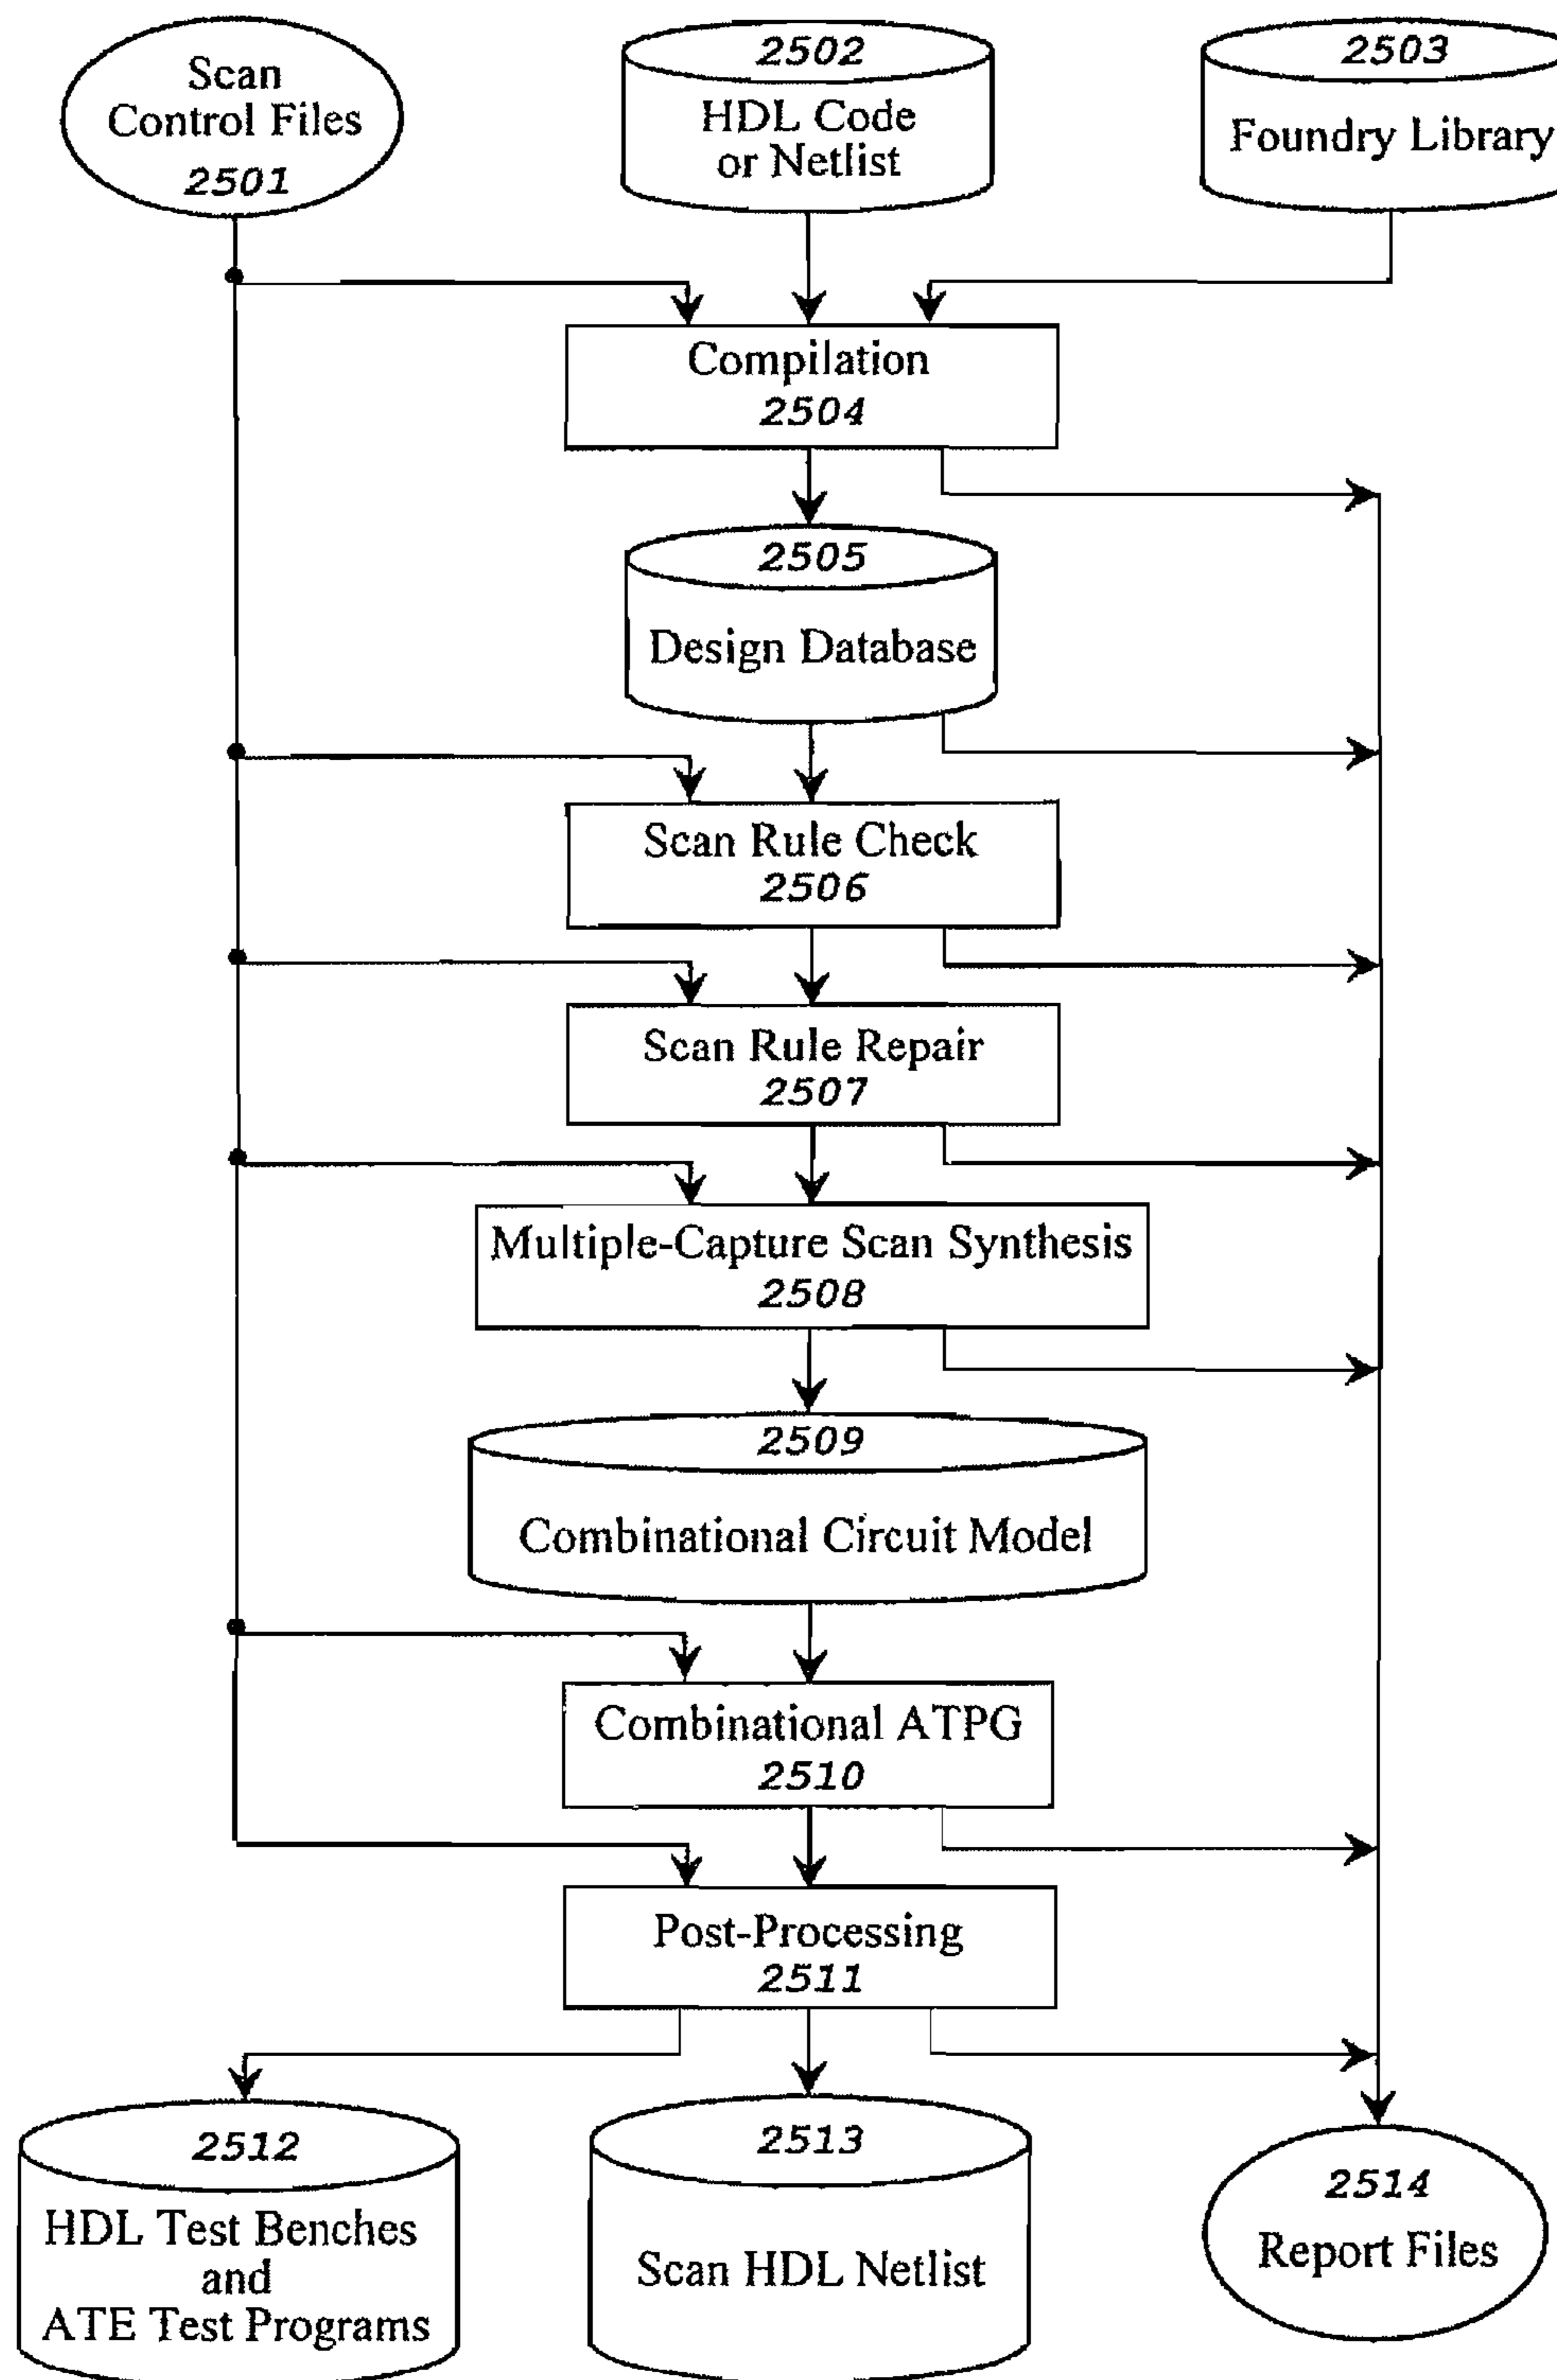 Scan
Control Files
2501
2502
HDL Code
or Netlist
2503
Foundry Library
Compilation
2504
2505
Design Database
Scan Rule Check
2506
Scan Rule Repair
2507
Multiple-Capture Scan Synthesis
2508
2509
Combinational Circuit Model
Combinational ATPG
2510
Post-Processing
2511
2512
HDL Test Benches
and
ATE Test Programs
2513
Scan HDL Netlist
2514
Report Files